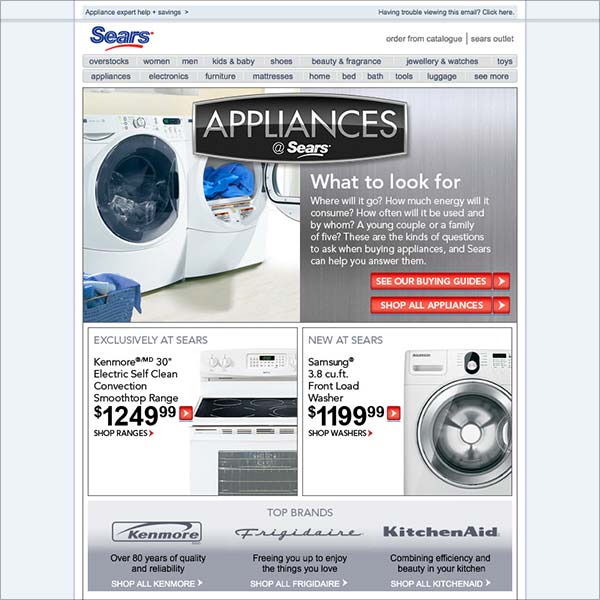 Appliance expert help + savings >
Having trouble viewing this email? Click here.
Sears
order from catalogue | sears outlet
overstocks women men kids & baby shoes beauty & fragrance jewellery & watches toys
appliances electronics furniture mattresses home bed bath tools luggage see more
APPLIANCES
@ Sears
What to look for
Where will it go? How much energy will it
consume? How often will it be used and
by whom? A young couple or a family
of five? These are the kinds of questions
to ask when buying appliances, and Sears
can help you answer them.
SEE OUR BUYING GUIDES
SHOP ALL APPLIANCES
EXCLUSIVELY AT SEARS
Kenmore®/MD 30"
Electric Self Clean
Convection
Smoothtop Range
$1249.99
SHOP RANGES
NEW AT SEARS
Samsung®
3.8 cu.ft.
Front Load
Washer
$1199.99
SHOP WASHERS
SAMSUNG
TOP BRANDS
Kenmore
Over 80 years of quality
and reliability
SHOP ALL KENMORE
Frigidaire
Freeing you up to enjoy
the things you love
SHOP ALL FRIGIDAIRE
KitchenAid
Combining efficiency and
beauty in your kitchen
SHOP ALL KITCHENAID